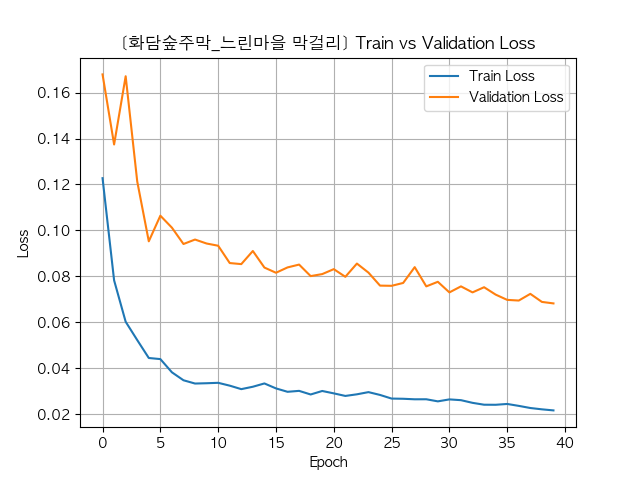 [화담숲주막_느린마을 막걸리] Train vs Validation Loss
Train Loss
Validation Loss
Loss
0.16
0.14
0.12
0.10
0.08
0.06
0.04
0.02
0 5 10 15 20 25 30 35 40
Epoch